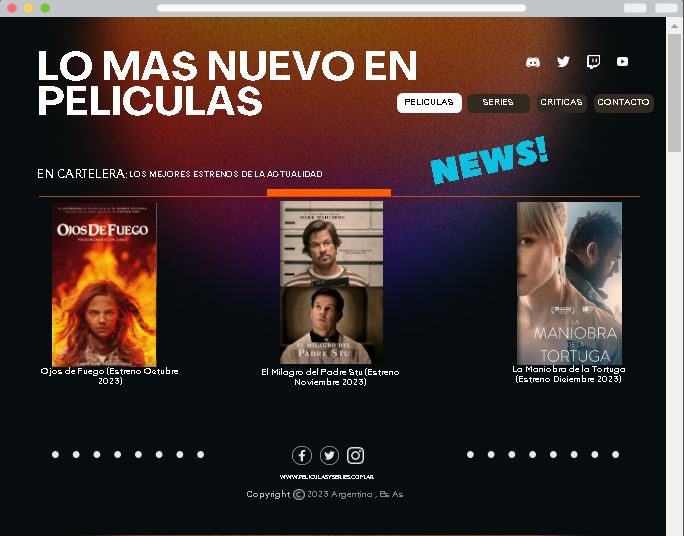 LO MAS NUEVO EN
PELICULAS
PELICULAS SERIES CRITICAS CONTACTO
EN CARTELERA: LOS MEJORES ESTRENOS DE LA ACTUALIDAD
NEWS!
OJOS DE FUEGO
MARK WAHLBERG
EL MILAGRO DEL
PADRE STU
LA
MANIOBRA
DE LA
TORTUGA
Ojos de Fuego (Estreno Octubre
2023)
El Milagro del Padre Stu (Estreno
Noviembre 2023)
La Maniobra de la Tortuga
(Estreno Diciembre 2023)
WWW.PELICULASYSERIES.COM.AR
Copyright © 2023 Argentina , Bs As